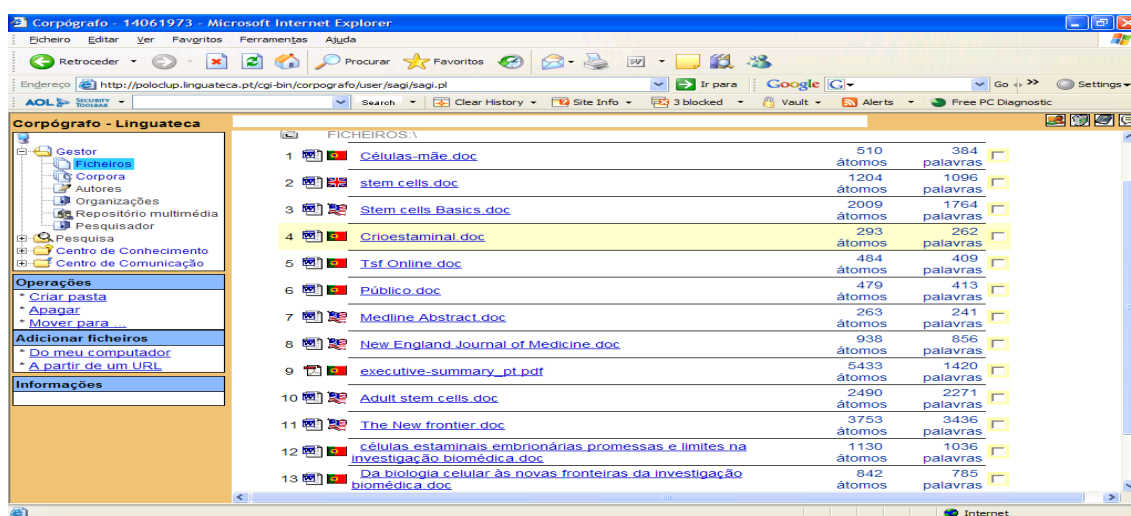 Corpógrafo - 14061973 - Microsoft Internet Explorer
Ficheiro Editar Ver Favoritos Ferramentas Ajuda
Retroceder Procurar Favoritos
Endereço http://poloclup.linguateca.pt/cgi-bin/corpografo/user/sagi/sagi.pl Ir para Google Go Settings
AOL SECURITY TOOLBAR Search Clear History Site Info 3 blocked Vault Alerts Free PC Diagnostic
Corpógrafo - Linguateca
Gestor
Ficheiros
Corpora
Autores
Organizações
Repositório multimédia
Pesquisador
Pesquisa
Centro de Conhecimento
Centro de Comunicação
Operações
* Criar pasta
* Apagar
* Mover para ...
Adicionar ficheiros
* Do meu computador
* A partir de um URL
Informações
FICHEIROS:\
1 Células-mãe.doc 510 átomos 384 palavras
2 stem cells.doc 1204 átomos 1096 palavras
3 Stem cells Basics.doc 2009 átomos 1764 palavras
4 Crioestaminal.doc 293 átomos 262 palavras
5 Tsf Online.doc 484 átomos 409 palavras
6 Público.doc 479 átomos 413 palavras
7 Medline Abstract.doc 263 átomos 241 palavras
8 New England Journal of Medicine.doc 938 átomos 856 palavras
9 executive-summary_pt.pdf 5433 átomos 1420 palavras
10 Adult stem cells.doc 2490 átomos 2271 palavras
11 The New frontier.doc 3753 átomos 3436 palavras
12 células estaminais embrionárias promessas e limites na
investigação biomédica.doc 1130 átomos 1036 palavras
13 Da biologia celular às novas fronteiras da investigação
biomédica.doc 842 átomos 785 palavras
Internet